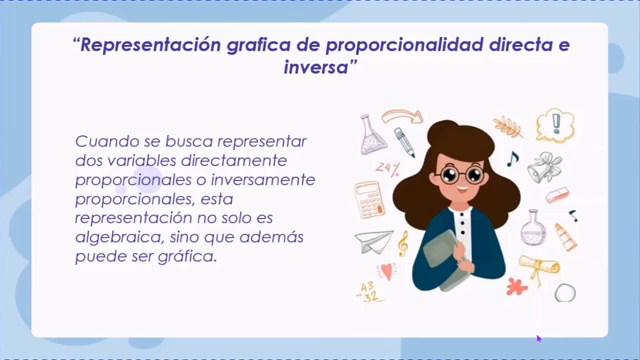 “Representación grafica de proporcionalidad directa e
inversa”
Cuando se busca representar
dos variables directamente
proporcionales o inversamente
proporcionales, esta
representación no solo es
algebraica, sino que además
puede ser gráfica.
24%
43
-32